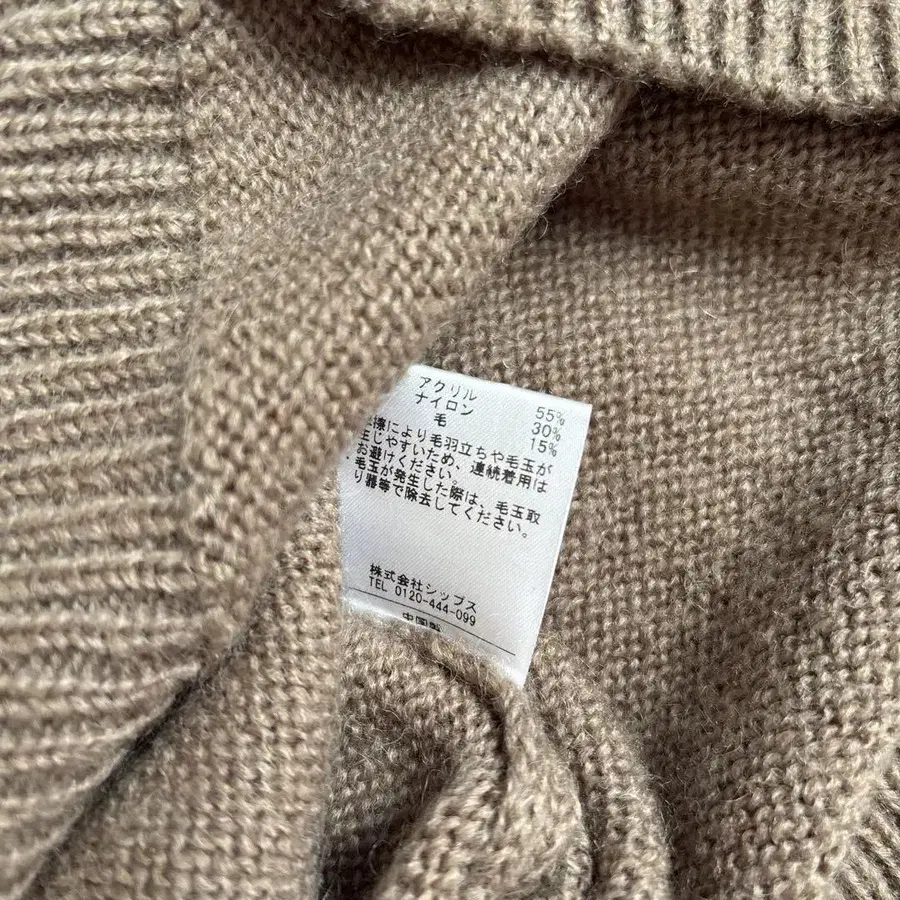 アクリル 55%
ナイロン 30%
毛 15%
擦により毛羽立ちや毛玉が
生じやすいため、連続着用は
お避けください。
・毛玉が発生した際は、毛玉取
り器等で除去してください。
株式会社シップス
TEL 0120-444-099
中国製